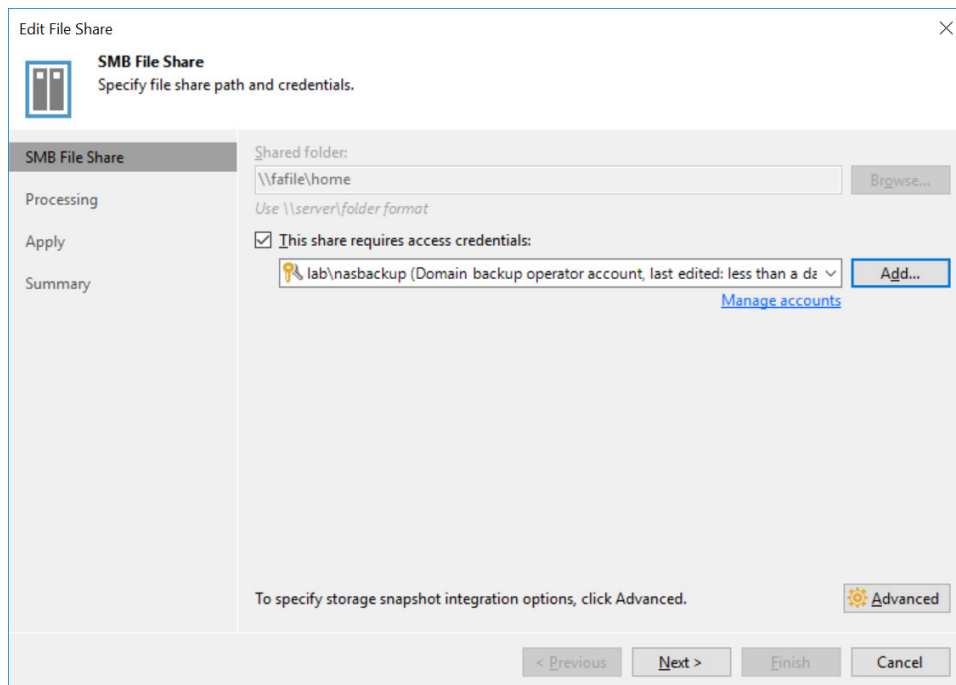 Edit File Share
SMB File Share
Specify file share path and credentials.
SMB File Share
Processing
Apply
Summary
Shared folder:
\\fafile\home
Browse...
Use \\server\folder format
This share requires access credentials:
lab\nasbackup (Domain backup operator account, last edited: less than a da
Add...
Manage accounts
To specify storage snapshot integration options, click Advanced.
Advanced
< Previous
Next >
Finish
Cancel